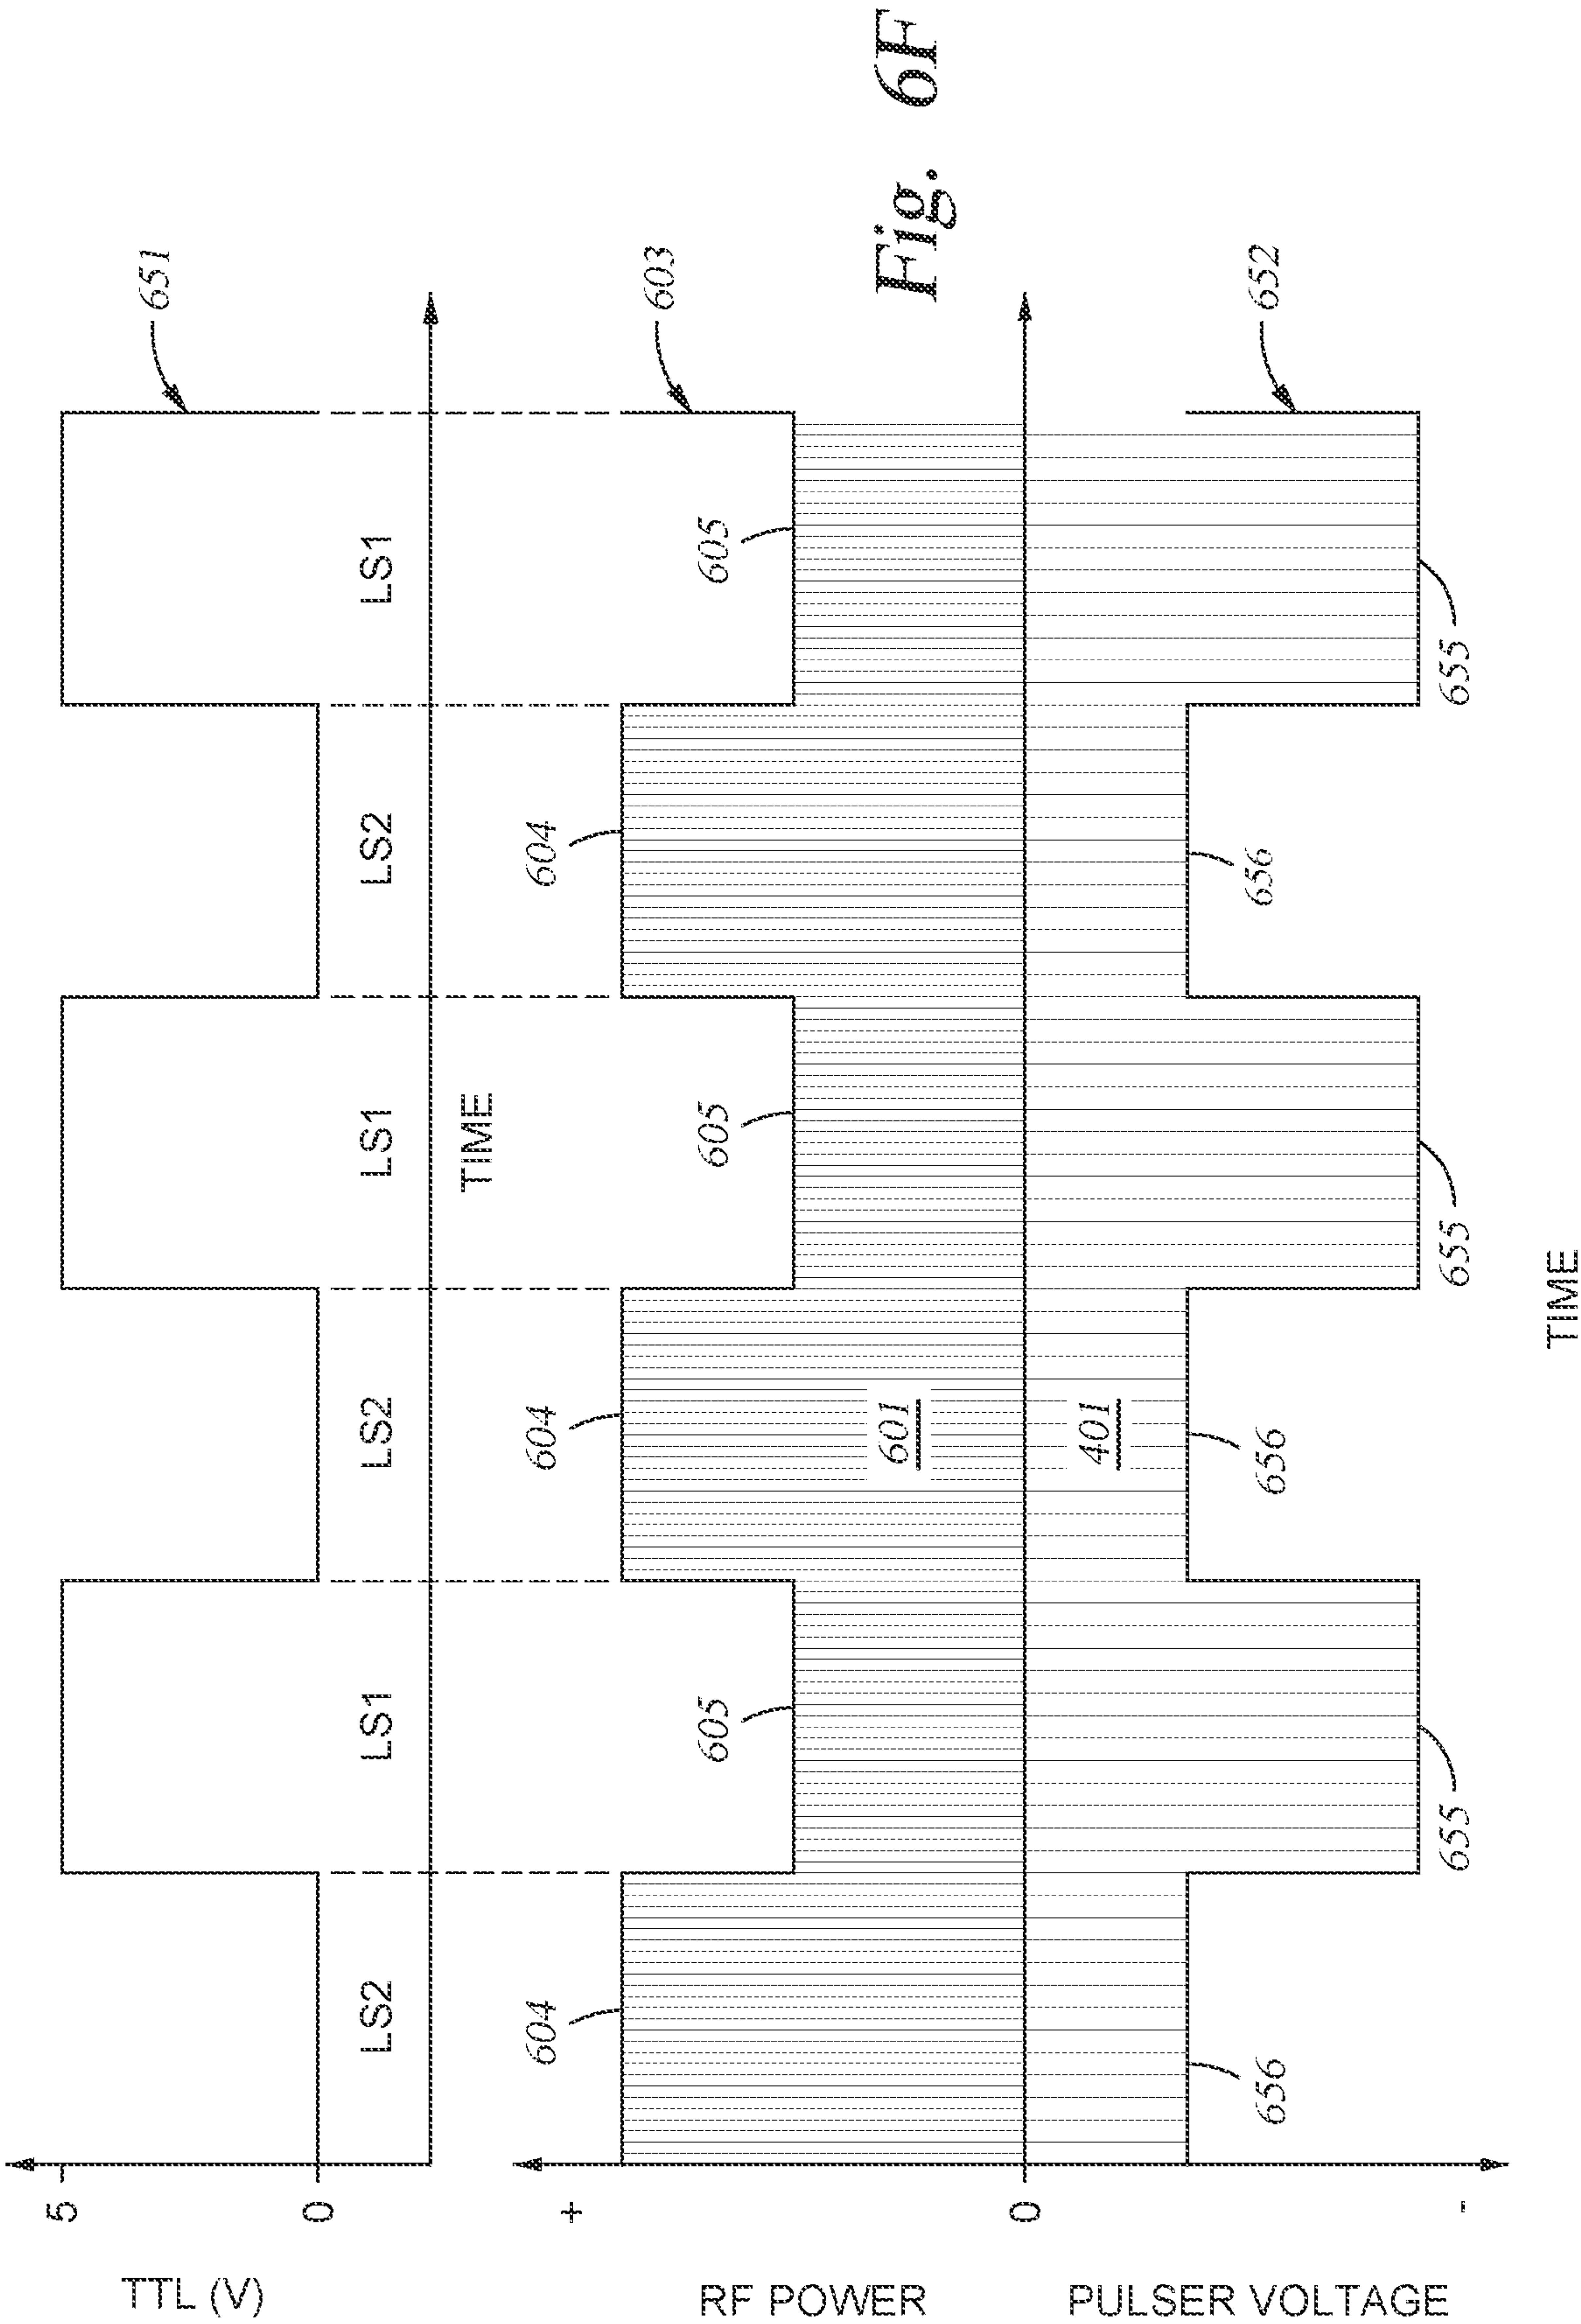 TTL (V)
5
0
651
LS2
LS1
LS2
LS1
LS2
LS1
TIME
RF POWER
+
603
604
605
604
605
604
605
601
0
Fig. 6F
PULSER VOLTAGE
401
-
652
656
655
656
655
656
655
TIME